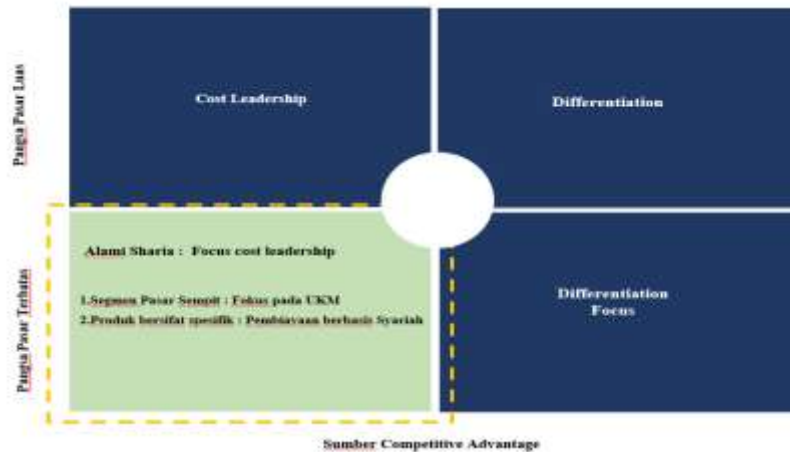 Pangsa Pasar Luas
Cost Leadership
Differentiation
Pangsa Pasar Terbatas
Alami Sharia : Focus cost leadership
1.Segmen Pasar Sempit : Fokus pada UKM
2.Produk bersifat spesifik : Pembiayaan berbasis Syariah
Differentiation
Focus
Sumber Competitive Advantage